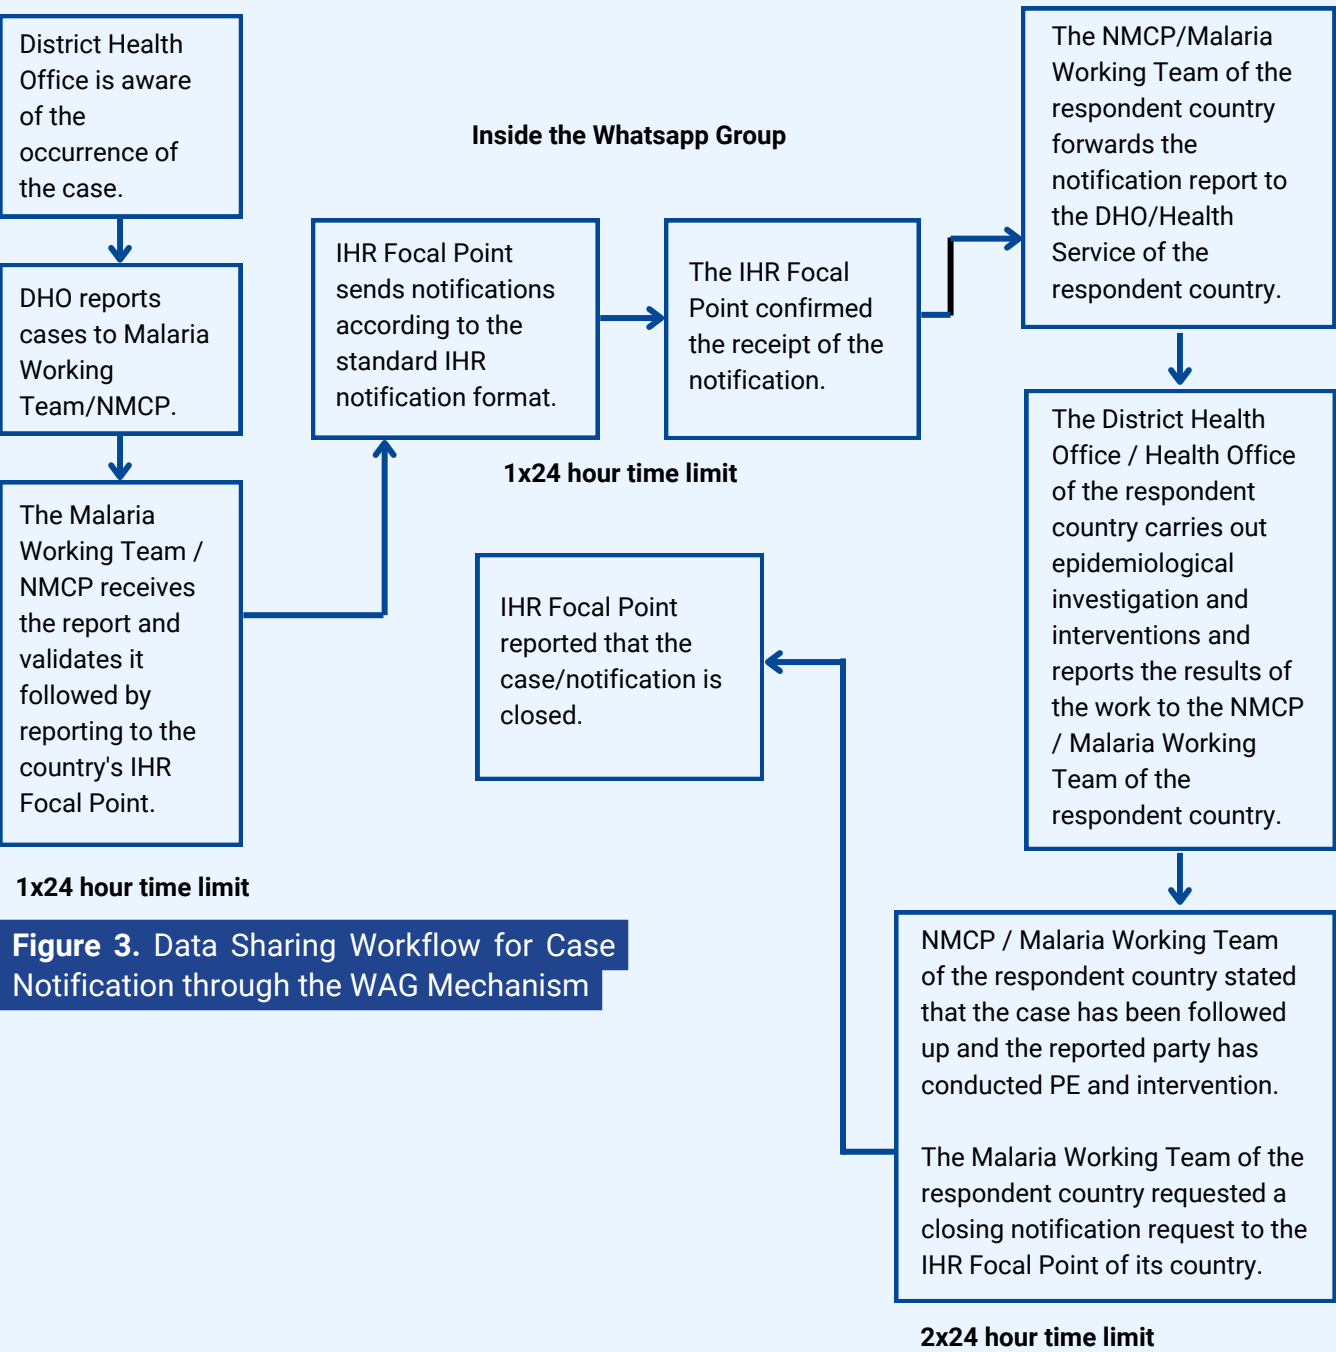 District Health
Office is aware
of the
occurrence of
the case.
DHO reports
cases to Malaria
Working
Team/NMCP.
The Malaria
Working Team /
NMCP receives
the report and
validates it
followed by
reporting to the
country's IHR
Focal Point.
1x24 hour time limit
Inside the Whatsapp Group
IHR Focal Point
sends notifications
according to the
standard IHR
notification format.
The IHR Focal
Point confirmed
the receipt of the
notification.
1x24 hour time limit
The NMCP/Malaria
Working Team of the
respondent country
forwards the
notification report to
the DHO/Health
Service of the
respondent country.
The District Health
Office / Health Office
of the respondent
country carries out
epidemiological
investigation and
interventions and
reports the results of
the work to the NMCP
/ Malaria Working
Team of the
respondent country.
NMCP / Malaria Working Team
of the respondent country stated
that the case has been followed
up and the reported party has
conducted PE and intervention.
The Malaria Working Team of the
respondent country requested a
closing notification request to the
IHR Focal Point of its country.
2x24 hour time limit
IHR Focal Point
reported that the
case/notification is
closed.
Figure 3. Data Sharing Workflow for Case
Notification through the WAG Mechanism